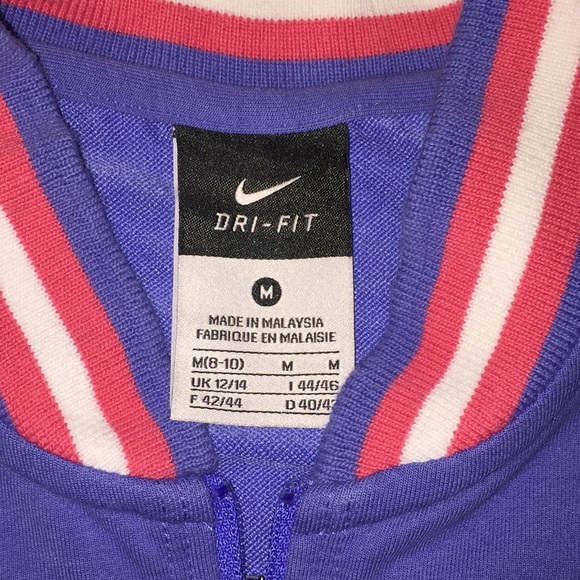 DRI-FIT
M
MADE IN MALAYSIA
FABRIQUE EN MALAISIE
M(8-10) M M
UK 12/14 I 44/46
F 42/44 D